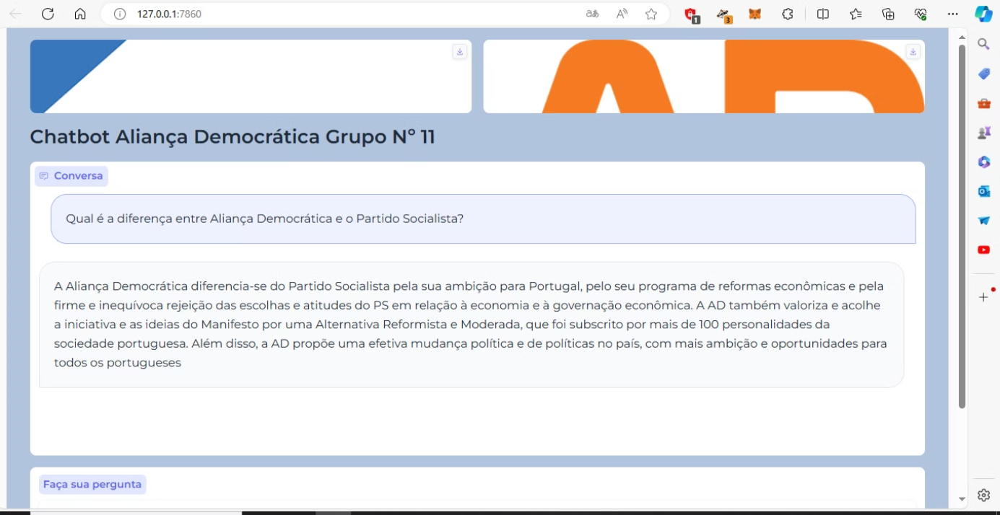 127.0.0.1:7860
aあ
A
1
3
AD
Chatbot Aliança Democrática Grupo Nº 11
Conversa
Qual é a diferença entre Aliança Democrática e o Partido Socialista?
A Aliança Democrática diferencia-se do Partido Socialista pela sua ambição para Portugal, pelo seu programa de reformas econômicas e pela
firme e inequívoca rejeição das escolhas e atitudes do PS em relação à economia e à governação econômica. A AD também valoriza e acolhe
a iniciativa e as ideias do Manifesto por uma Alternativa Reformista e Moderada, que foi subscrito por mais de 100 personalidades da
sociedade portuguesa. Além disso, a AD propõe uma efetiva mudança política e de políticas no país, com mais ambição e oportunidades para
todos os portugueses
Faça sua pergunta